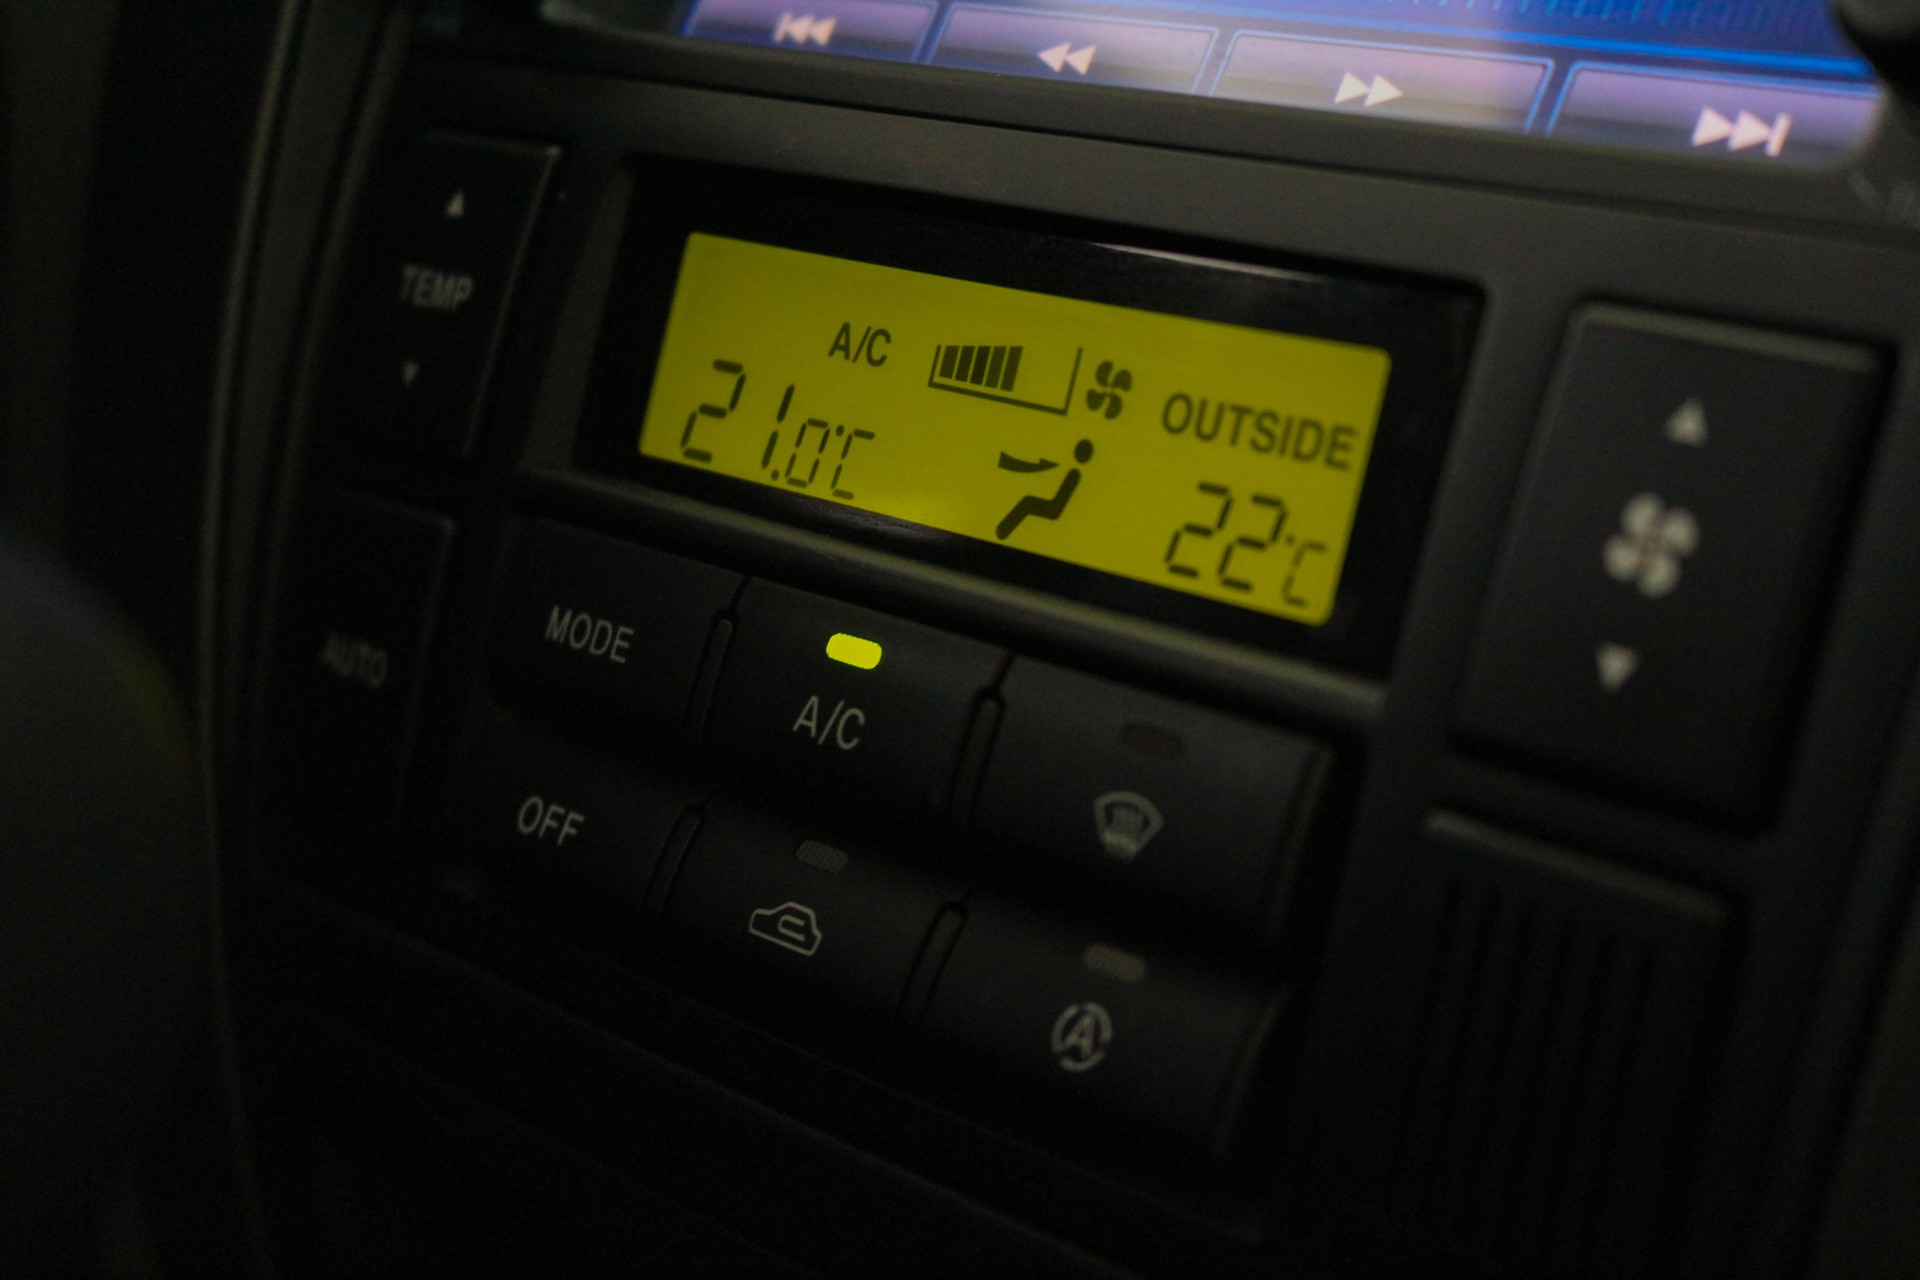 TEMP
A/C
21.0°C
OUTSIDE
22°C
AUTO
MODE
A/C
OFF
A